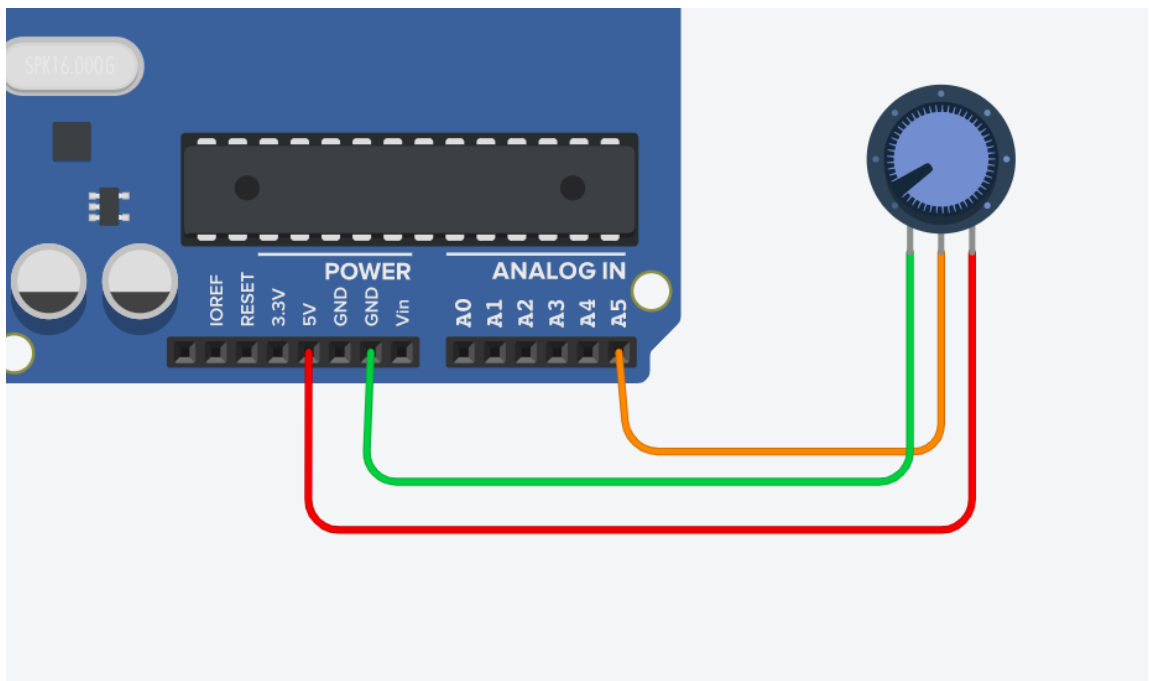 SPK16.000G
POWER
ANALOG IN
IOREF
RESET
3.3V
5V
GND
GND
Vin
A0
A1
A2
A3
A4
A5